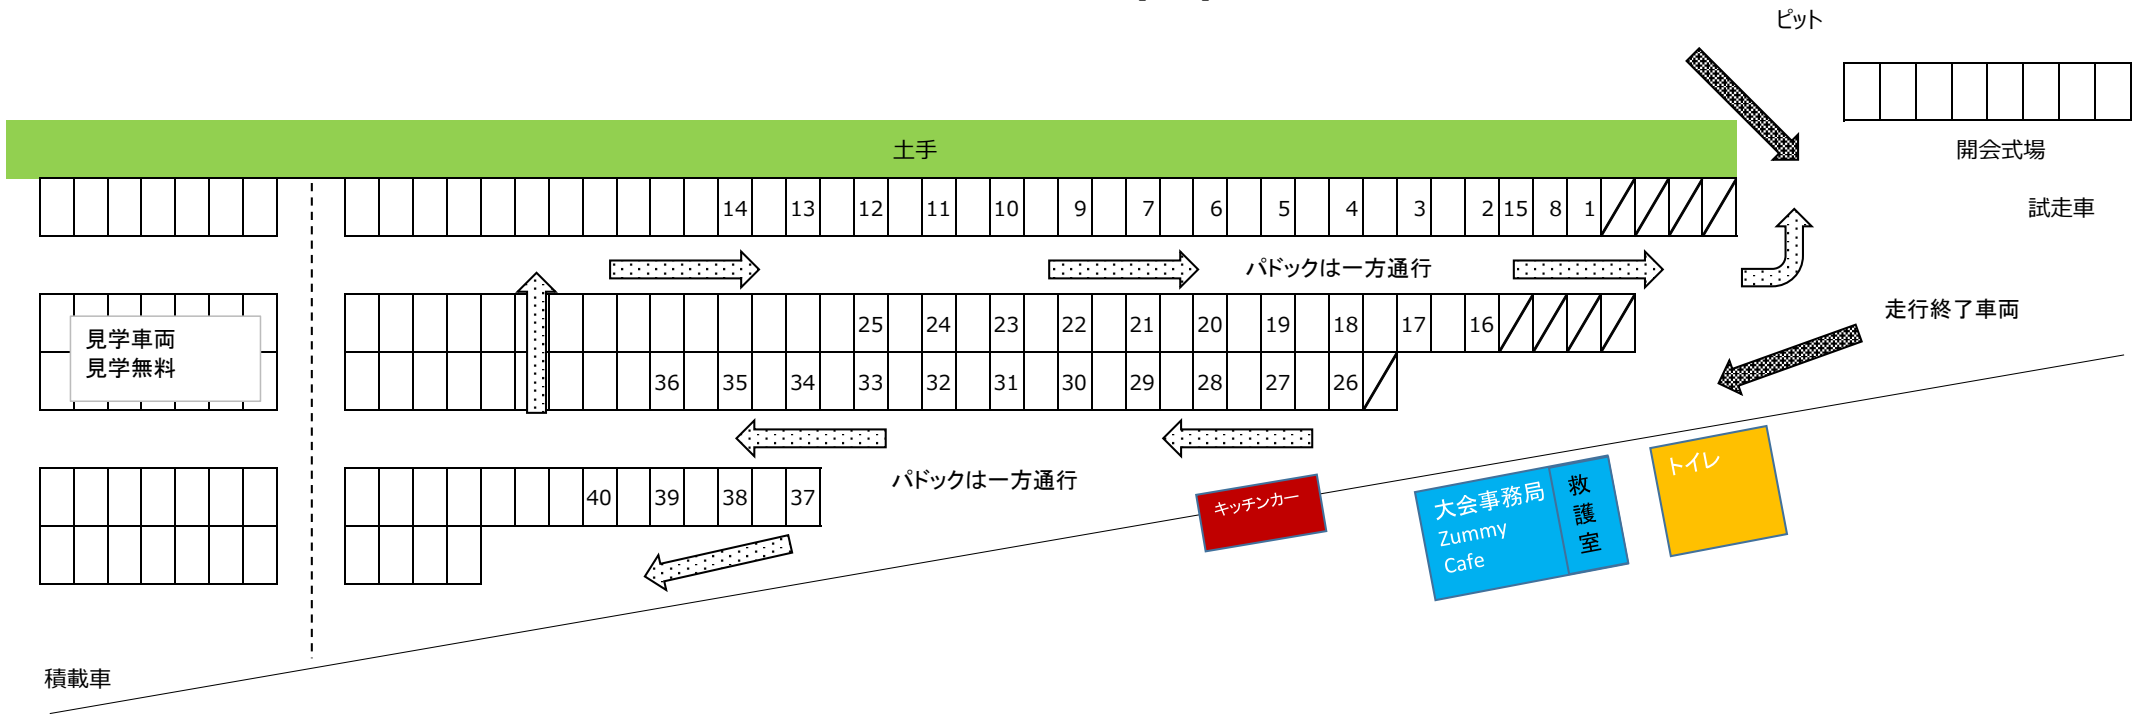 ピット
土手
開会式場
14 13 12 11 10 9 7 6 5 4 3 2 15 8 1
試走車
パドックは一方通行
走行終了車両
25 24 23 22 21 20 19 18 17 16
見学車両
見学無料
36 35 34 33 32 31 30 29 28 27 26
パドックは一方通行
40 39 38 37
キッチンカー
大会事務局
Zummy
Cafe
救
護
室
トイレ
積載車